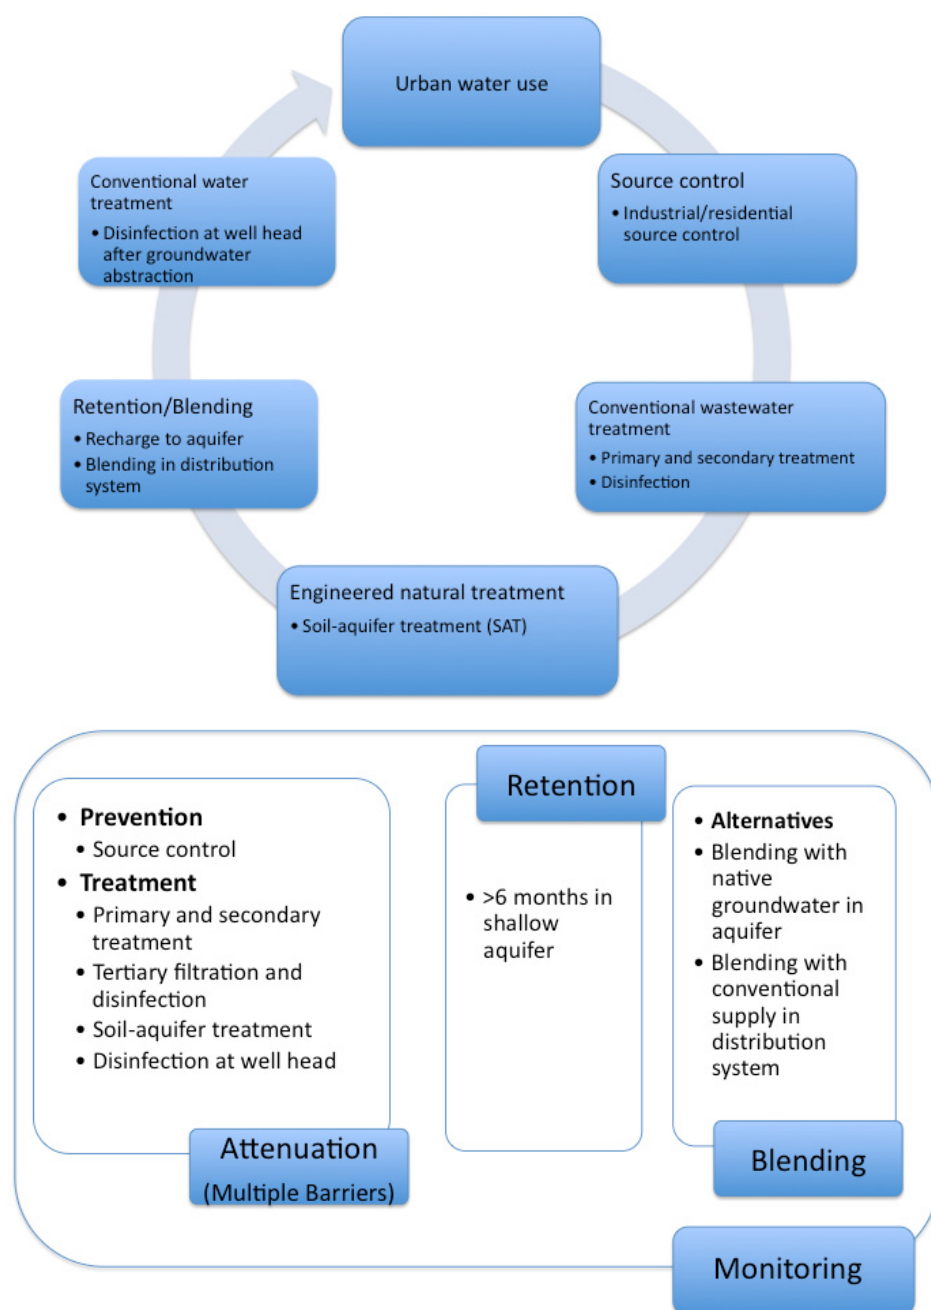 Urban water use
Source control
• Industrial/residential
source control
Conventional wastewater
treatment
• Primary and secondary treatment
• Disinfection
Engineered natural treatment
• Soil-aquifer treatment (SAT)
Retention/Blending
• Recharge to aquifer
• Blending in distribution
system
Conventional water
treatment
• Disinfection at well head
after groundwater
abstraction
• Prevention
• Source control
• Treatment
• Primary and secondary
treatment
• Tertiary filtration and
disinfection
• Soil-aquifer treatment
• Disinfection at well head
Attenuation
(Multiple Barriers)
Retention
• >6 months in
shallow
aquifer
• Alternatives
• Blending with
native
groundwater in
aquifer
• Blending with
conventional
supply in
distribution
system
Blending
Monitoring